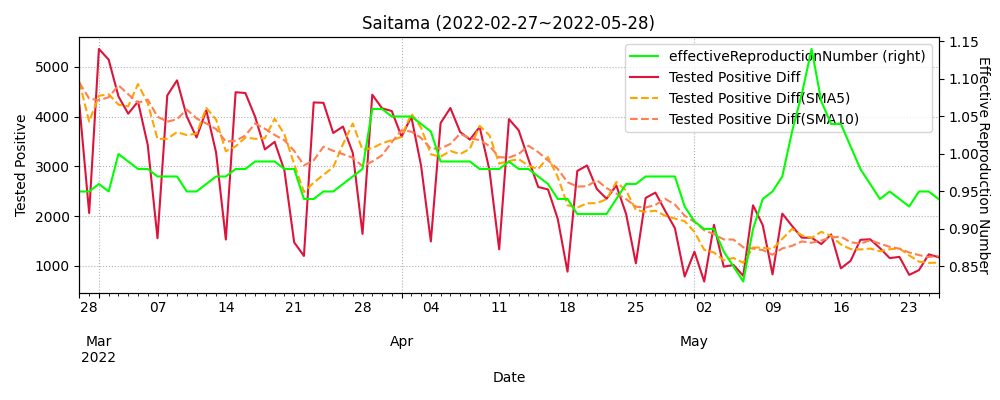 Saitama (2022-02-27~2022-05-28)
effectiveReproductionNumber (right)
Tested Positive Diff
Tested Positive Diff(SMA5)
Tested Positive Diff(SMA10)
Tested Positive
5000
4000
3000
2000
1000
1.15
1.10
1.05
1.00
0.95
0.90
0.85
Effective Reproduction Number
28 07 14 21 28 04 11 18 25 02 09 16 23
Mar Apr May
2022
Date